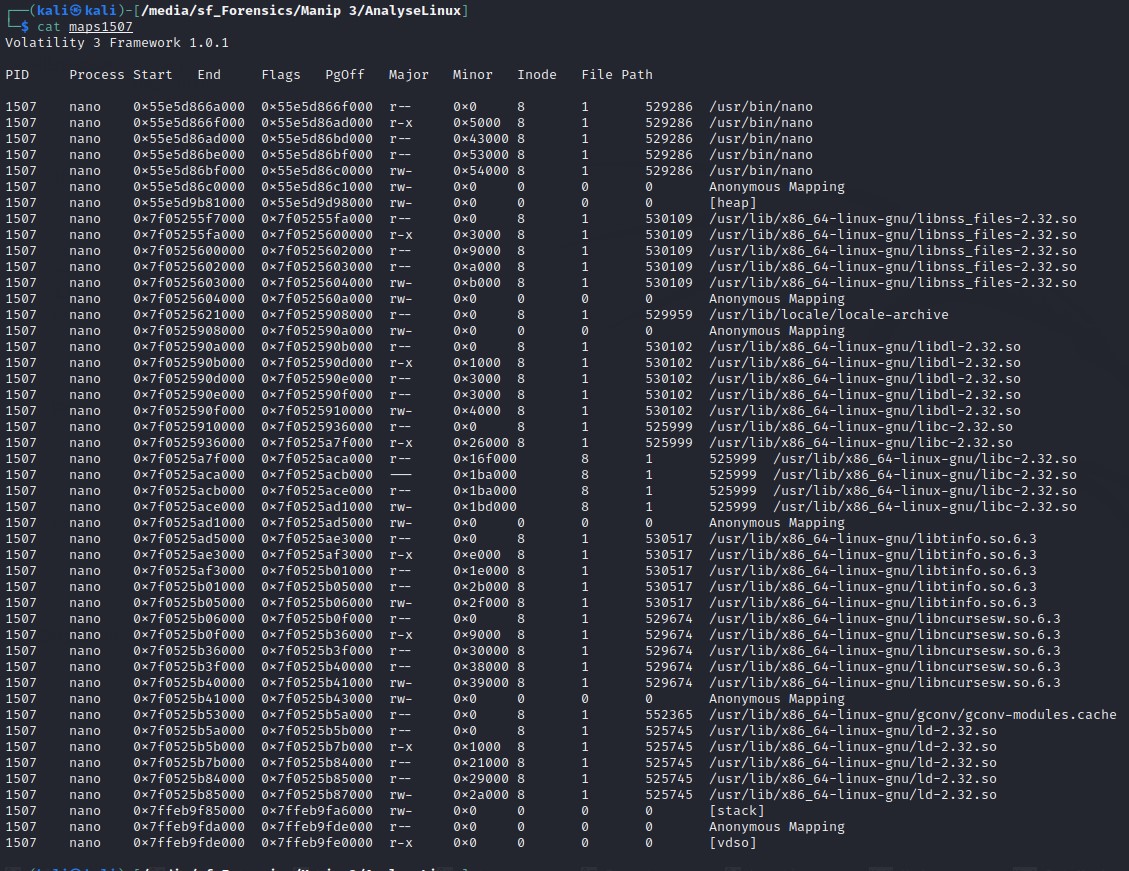 ┌──(kali㉿kali)-[/media/sf_Forensics/Manip 3/AnalyseLinux]
└─$ cat maps1507
Volatility 3 Framework 1.0.1
PID Process Start End Flags PgOff Major Minor Inode File Path
1507 nano 0×55e5d866a000 0×55e5d866f000 r-- 0×0 8 1 529286 /usr/bin/nano
1507 nano 0×55e5d866f000 0×55e5d86ad000 r-x 0×5000 8 1 529286 /usr/bin/nano
1507 nano 0×55e5d86ad000 0×55e5d86bd000 r-- 0×43000 8 1 529286 /usr/bin/nano
1507 nano 0×55e5d86be000 0×55e5d86bf000 r-- 0×53000 8 1 529286 /usr/bin/nano
1507 nano 0×55e5d86bf000 0×55e5d86c0000 rw- 0×54000 8 1 529286 /usr/bin/nano
1507 nano 0×55e5d86c0000 0×55e5d86c1000 rw- 0×0 0 0 0 Anonymous Mapping
1507 nano 0×55e5d9b81000 0×55e5d9d98000 rw- 0×0 0 0 0 [heap]
1507 nano 0×7f05255f7000 0×7f05255fa000 r-- 0×0 8 1 530109 /usr/lib/x86_64-linux-gnu/libnss_files-2.32.so
1507 nano 0×7f05255fa000 0×7f0525600000 r-x 0×3000 8 1 530109 /usr/lib/x86_64-linux-gnu/libnss_files-2.32.so
1507 nano 0×7f0525600000 0×7f0525602000 r-- 0×9000 8 1 530109 /usr/lib/x86_64-linux-gnu/libnss_files-2.32.so
1507 nano 0×7f0525602000 0×7f0525603000 r-- 0×a000 8 1 530109 /usr/lib/x86_64-linux-gnu/libnss_files-2.32.so
1507 nano 0×7f0525603000 0×7f0525604000 rw- 0×b000 8 1 530109 /usr/lib/x86_64-linux-gnu/libnss_files-2.32.so
1507 nano 0×7f0525604000 0×7f052560a000 rw- 0×0 0 0 0 Anonymous Mapping
1507 nano 0×7f0525621000 0×7f0525908000 r-- 0×0 8 1 529959 /usr/lib/locale/locale-archive
1507 nano 0×7f0525908000 0×7f052590a000 rw- 0×0 0 0 0 Anonymous Mapping
1507 nano 0×7f052590a000 0×7f052590b000 r-- 0×0 8 1 530102 /usr/lib/x86_64-linux-gnu/libdl-2.32.so
1507 nano 0×7f052590b000 0×7f052590d000 r-x 0×1000 8 1 530102 /usr/lib/x86_64-linux-gnu/libdl-2.32.so
1507 nano 0×7f052590d000 0×7f052590e000 r-- 0×3000 8 1 530102 /usr/lib/x86_64-linux-gnu/libdl-2.32.so
1507 nano 0×7f052590e000 0×7f052590f000 r-- 0×3000 8 1 530102 /usr/lib/x86_64-linux-gnu/libdl-2.32.so
1507 nano 0×7f052590f000 0×7f0525910000 rw- 0×4000 8 1 530102 /usr/lib/x86_64-linux-gnu/libdl-2.32.so
1507 nano 0×7f0525910000 0×7f0525936000 r-- 0×0 8 1 525999 /usr/lib/x86_64-linux-gnu/libc-2.32.so
1507 nano 0×7f0525936000 0×7f0525a7f000 r-x 0×26000 8 1 525999 /usr/lib/x86_64-linux-gnu/libc-2.32.so
1507 nano 0×7f0525a7f000 0×7f0525aca000 r-- 0×16f000 8 1 525999 /usr/lib/x86_64-linux-gnu/libc-2.32.so
1507 nano 0×7f0525aca000 0×7f0525acb000 --- 0×1ba000 8 1 525999 /usr/lib/x86_64-linux-gnu/libc-2.32.so
1507 nano 0×7f0525acb000 0×7f0525ace000 r-- 0×1ba000 8 1 525999 /usr/lib/x86_64-linux-gnu/libc-2.32.so
1507 nano 0×7f0525ace000 0×7f0525ad1000 rw- 0×1bd000 8 1 525999 /usr/lib/x86_64-linux-gnu/libc-2.32.so
1507 nano 0×7f0525ad1000 0×7f0525ad5000 rw- 0×0 0 0 0 Anonymous Mapping
1507 nano 0×7f0525ad5000 0×7f0525ae3000 r-- 0×0 8 1 530517 /usr/lib/x86_64-linux-gnu/libtinfo.so.6.3
1507 nano 0×7f0525ae3000 0×7f0525af3000 r-x 0×e000 8 1 530517 /usr/lib/x86_64-linux-gnu/libtinfo.so.6.3
1507 nano 0×7f0525af3000 0×7f0525b01000 r-- 0×1e000 8 1 530517 /usr/lib/x86_64-linux-gnu/libtinfo.so.6.3
1507 nano 0×7f0525b01000 0×7f0525b05000 r-- 0×2b000 8 1 530517 /usr/lib/x86_64-linux-gnu/libtinfo.so.6.3
1507 nano 0×7f0525b05000 0×7f0525b06000 rw- 0×2f000 8 1 530517 /usr/lib/x86_64-linux-gnu/libtinfo.so.6.3
1507 nano 0×7f0525b06000 0×7f0525b0f000 r-- 0×0 8 1 529674 /usr/lib/x86_64-linux-gnu/libncursesw.so.6.3
1507 nano 0×7f0525b0f000 0×7f0525b36000 r-x 0×9000 8 1 529674 /usr/lib/x86_64-linux-gnu/libncursesw.so.6.3
1507 nano 0×7f0525b36000 0×7f0525b3f000 r-- 0×30000 8 1 529674 /usr/lib/x86_64-linux-gnu/libncursesw.so.6.3
1507 nano 0×7f0525b3f000 0×7f0525b40000 r-- 0×38000 8 1 529674 /usr/lib/x86_64-linux-gnu/libncursesw.so.6.3
1507 nano 0×7f0525b40000 0×7f0525b41000 rw- 0×39000 8 1 529674 /usr/lib/x86_64-linux-gnu/libncursesw.so.6.3
1507 nano 0×7f0525b41000 0×7f0525b43000 rw- 0×0 0 0 0 Anonymous Mapping
1507 nano 0×7f0525b53000 0×7f0525b5a000 r-- 0×0 8 1 552365 /usr/lib/x86_64-linux-gnu/gconv/gconv-modules.cache
1507 nano 0×7f0525b5a000 0×7f0525b5b000 r-- 0×0 8 1 525745 /usr/lib/x86_64-linux-gnu/ld-2.32.so
1507 nano 0×7f0525b5b000 0×7f0525b7b000 r-x 0×1000 8 1 525745 /usr/lib/x86_64-linux-gnu/ld-2.32.so
1507 nano 0×7f0525b7b000 0×7f0525b84000 r-- 0×21000 8 1 525745 /usr/lib/x86_64-linux-gnu/ld-2.32.so
1507 nano 0×7f0525b84000 0×7f0525b85000 r-- 0×29000 8 1 525745 /usr/lib/x86_64-linux-gnu/ld-2.32.so
1507 nano 0×7f0525b85000 0×7f0525b87000 rw- 0×2a000 8 1 525745 /usr/lib/x86_64-linux-gnu/ld-2.32.so
1507 nano 0×7ffeb9f85000 0×7ffeb9fa6000 rw- 0×0 0 0 0 [stack]
1507 nano 0×7ffeb9fda000 0×7ffeb9fde000 r-- 0×0 0 0 0 Anonymous Mapping
1507 nano 0×7ffeb9fde000 0×7ffeb9fe0000 r-x 0×0 0 0 0 [vdso]